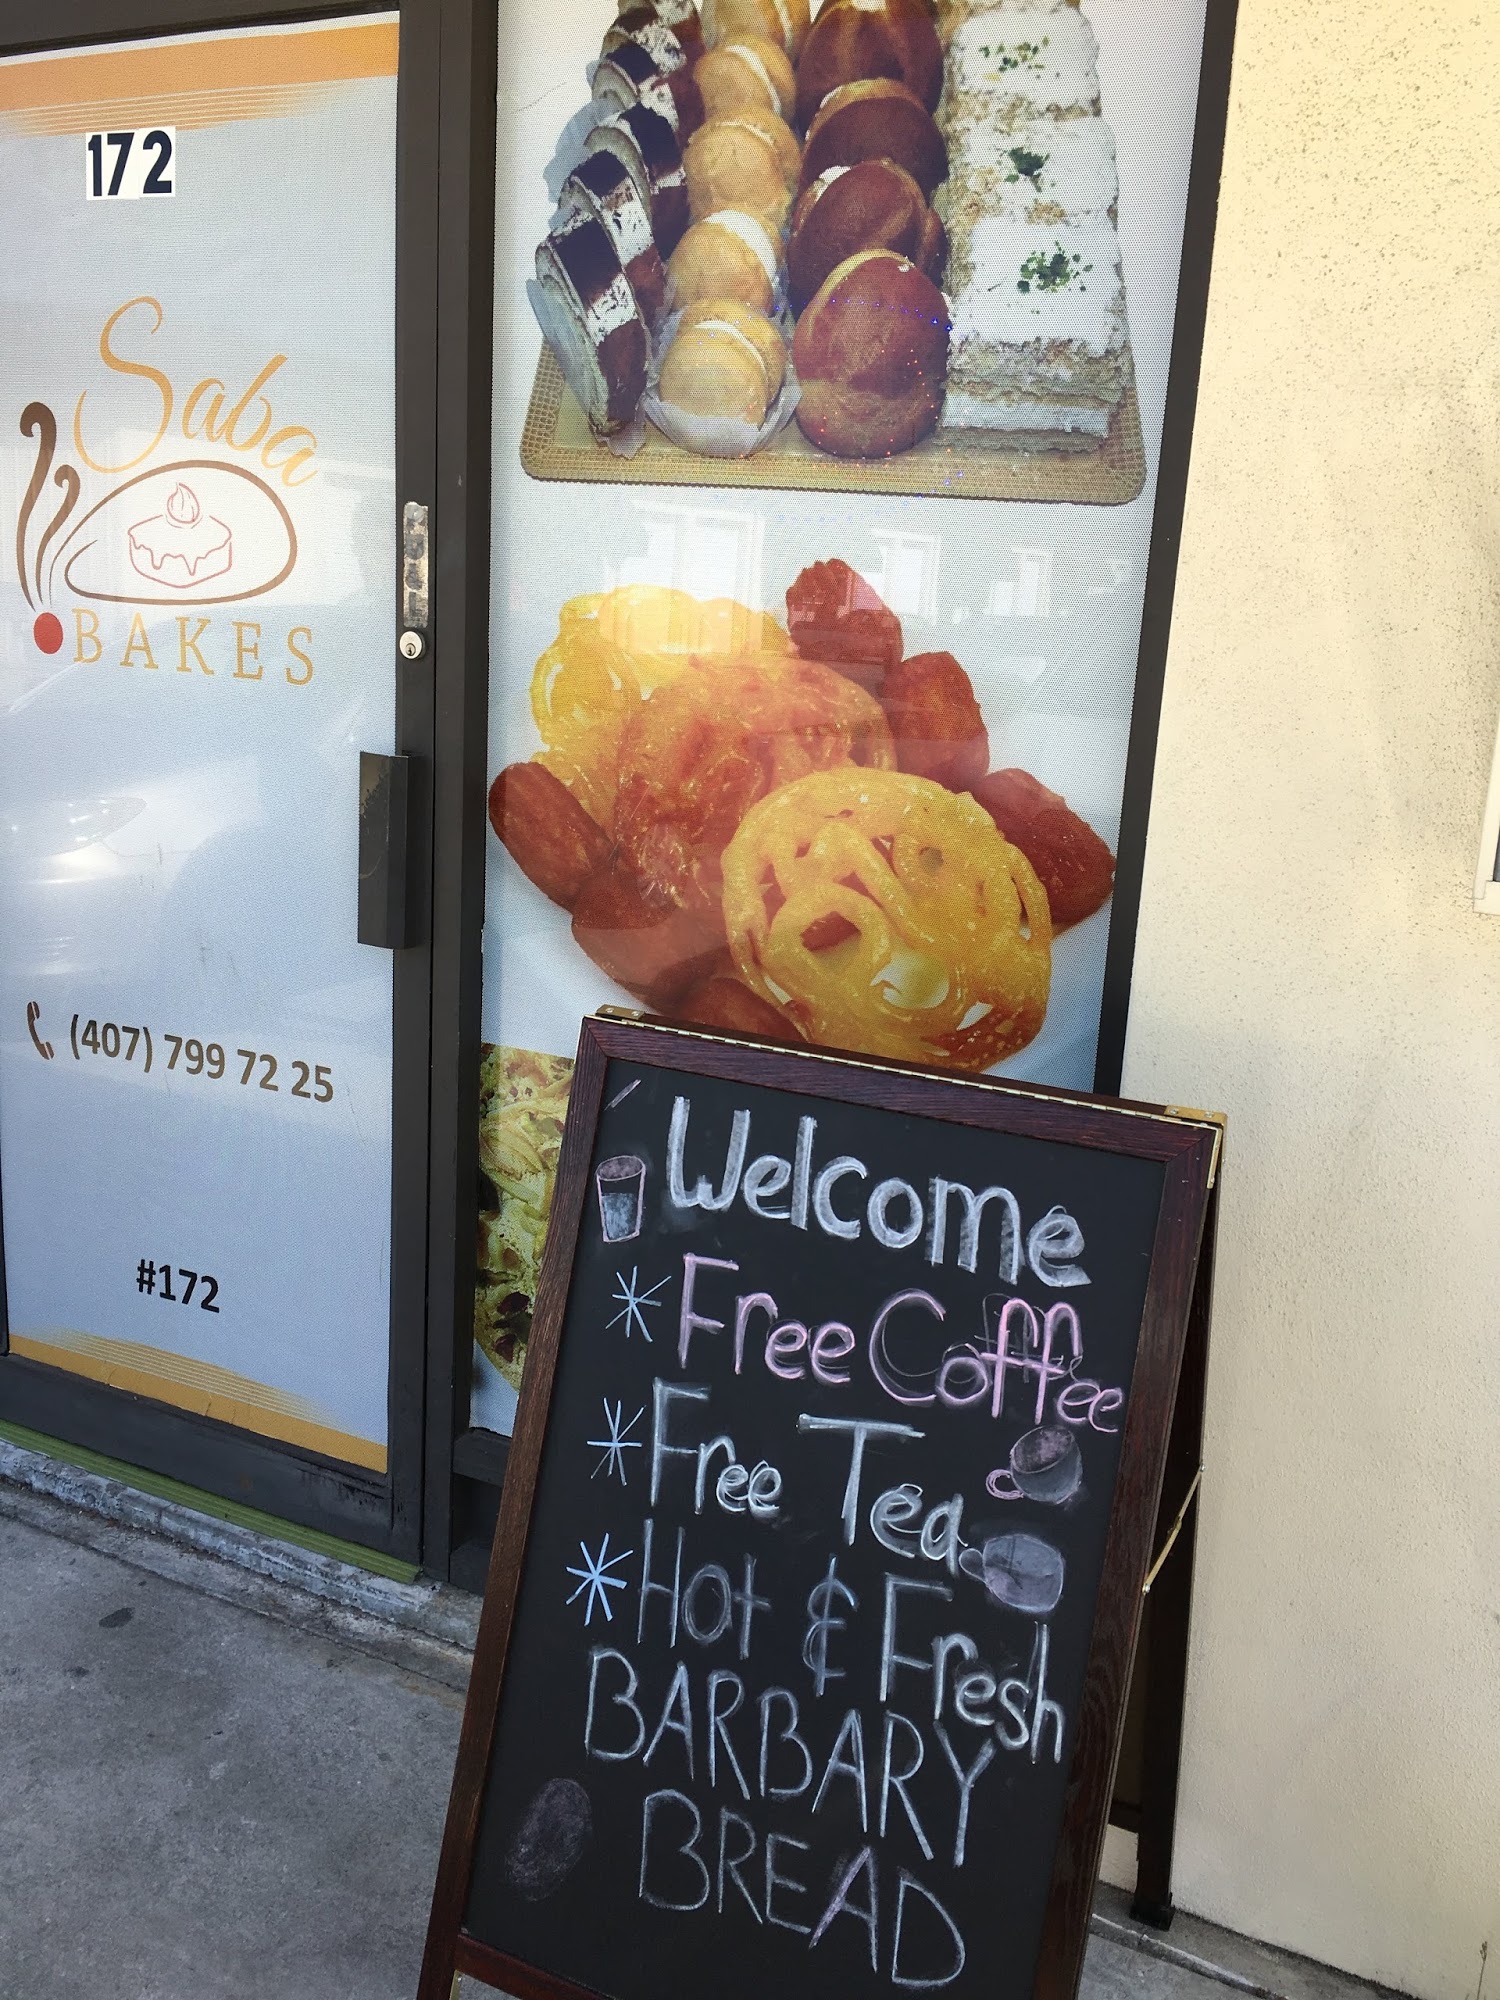 172
Saba
BAKES
(407) 799 72 25
#172
Welcome
* Free Coffee
* Free Tea
* Hot & Fresh
BARBARY
BREAD